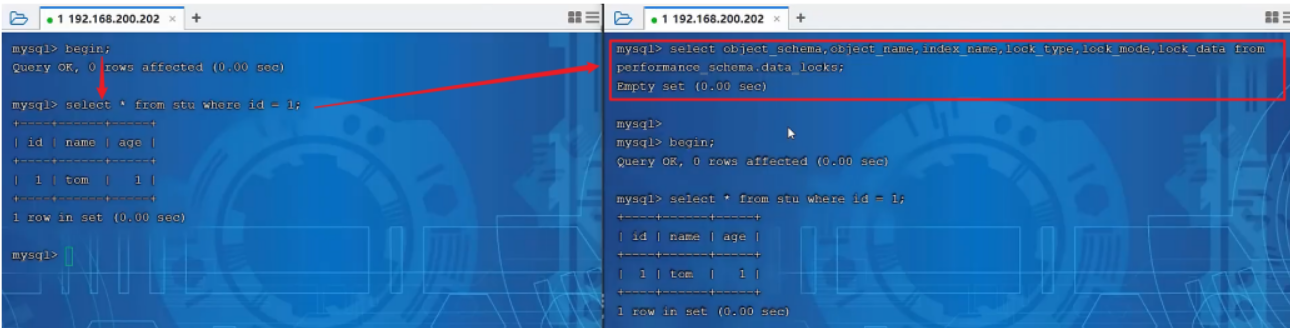 1 192.168.200.202 × +
mysql> begin;
Query OK, 0 rows affected (0.00 sec)
mysql> select * from stu where id = 1;
+----+------+-----+
| id | name | age |
+----+------+-----+
| 1 | tom | 1 |
+----+------+-----+
1 row in set (0.00 sec)
mysql>
1 192.168.200.202 × +
mysql> select object_schema,object_name,index_name,lock_type,lock_mode,lock_data from
performance_schema.data_locks;
Empty set (0.00 sec)
mysql>
mysql> begin;
Query OK, 0 rows affected (0.00 sec)
mysql> select * from stu where id = 1;
+----+------+-----+
| id | name | age |
+----+------+-----+
| 1 | tom | 1 |
+----+------+-----+
1 row in set (0.00 sec)